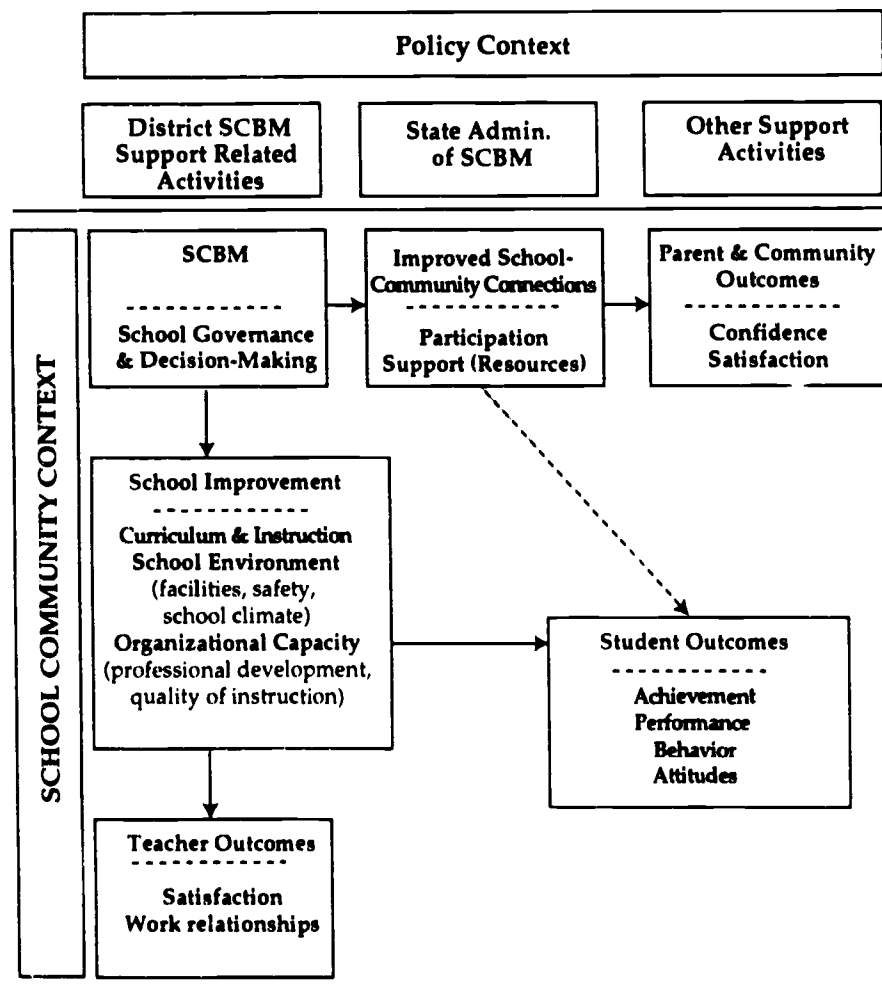 Policy Context
District SCBM
Support Related
Activities
State Admin.
of SCBM
Other Support
Activities
SCHOOL COMMUNITY CONTEXT
SCBM
School Governance
& Decision-Making
Improved School-
Community Connections
Participation
Support (Resources)
Parent & Community
Outcomes
Confidence
Satisfaction
School Improvement
Curriculum & Instruction
School Environment
(facilities, safety,
school climate)
Organizational Capacity
(professional development,
quality of instruction)
Student Outcomes
Achievement
Performance
Behavior
Attitudes
Teacher Outcomes
Satisfaction
Work relationships